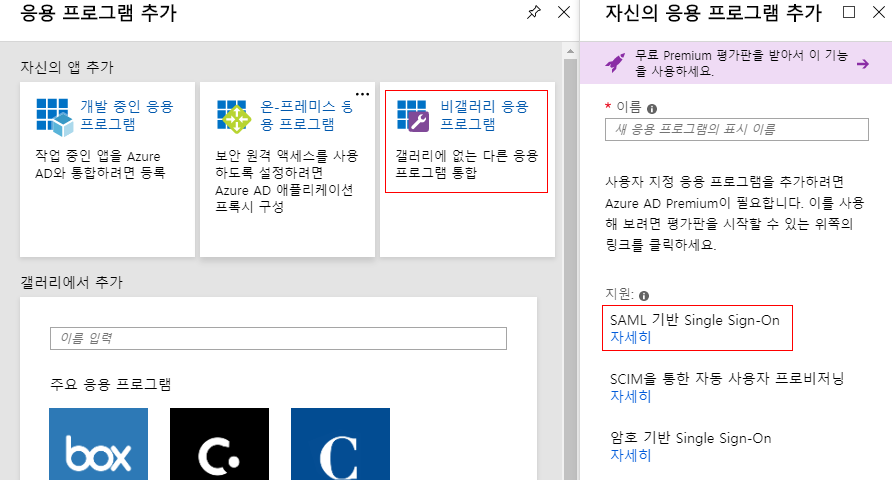 응용 프로그램 추가
자신의 앱 추가
개발 중인 응용
프로그램
작업 중인 앱을 Azure
AD와 통합하려면 등록
온-프레미스 응
용 프로그램
보안 원격 액세스를 사용
하도록 설정하려면
Azure AD 애플리케이션
프록시 구성
비갤러리 응용
프로그램
갤러리에 없는 다른 응용
프로그램 통합
갤러리에서 추가
이름 입력
주요 응용 프로그램
box
C.
C
자신의 응용 프로그램 추가
무료 Premium 평가판을 받아서 이 기능
을 사용하세요.
* 이름
새 응용 프로그램의 표시 이름
사용자 지정 응용 프로그램을 추가하려면
Azure AD Premium이 필요합니다. 이를 사용
해 보려면 평가판을 시작할 수 있는 위쪽의
링크를 클릭하세요.
지원:
SAML 기반 Single Sign-On
자세히
SCIM을 통한 자동 사용자 프로비저닝
자세히
암호 기반 Single Sign-On
자세히